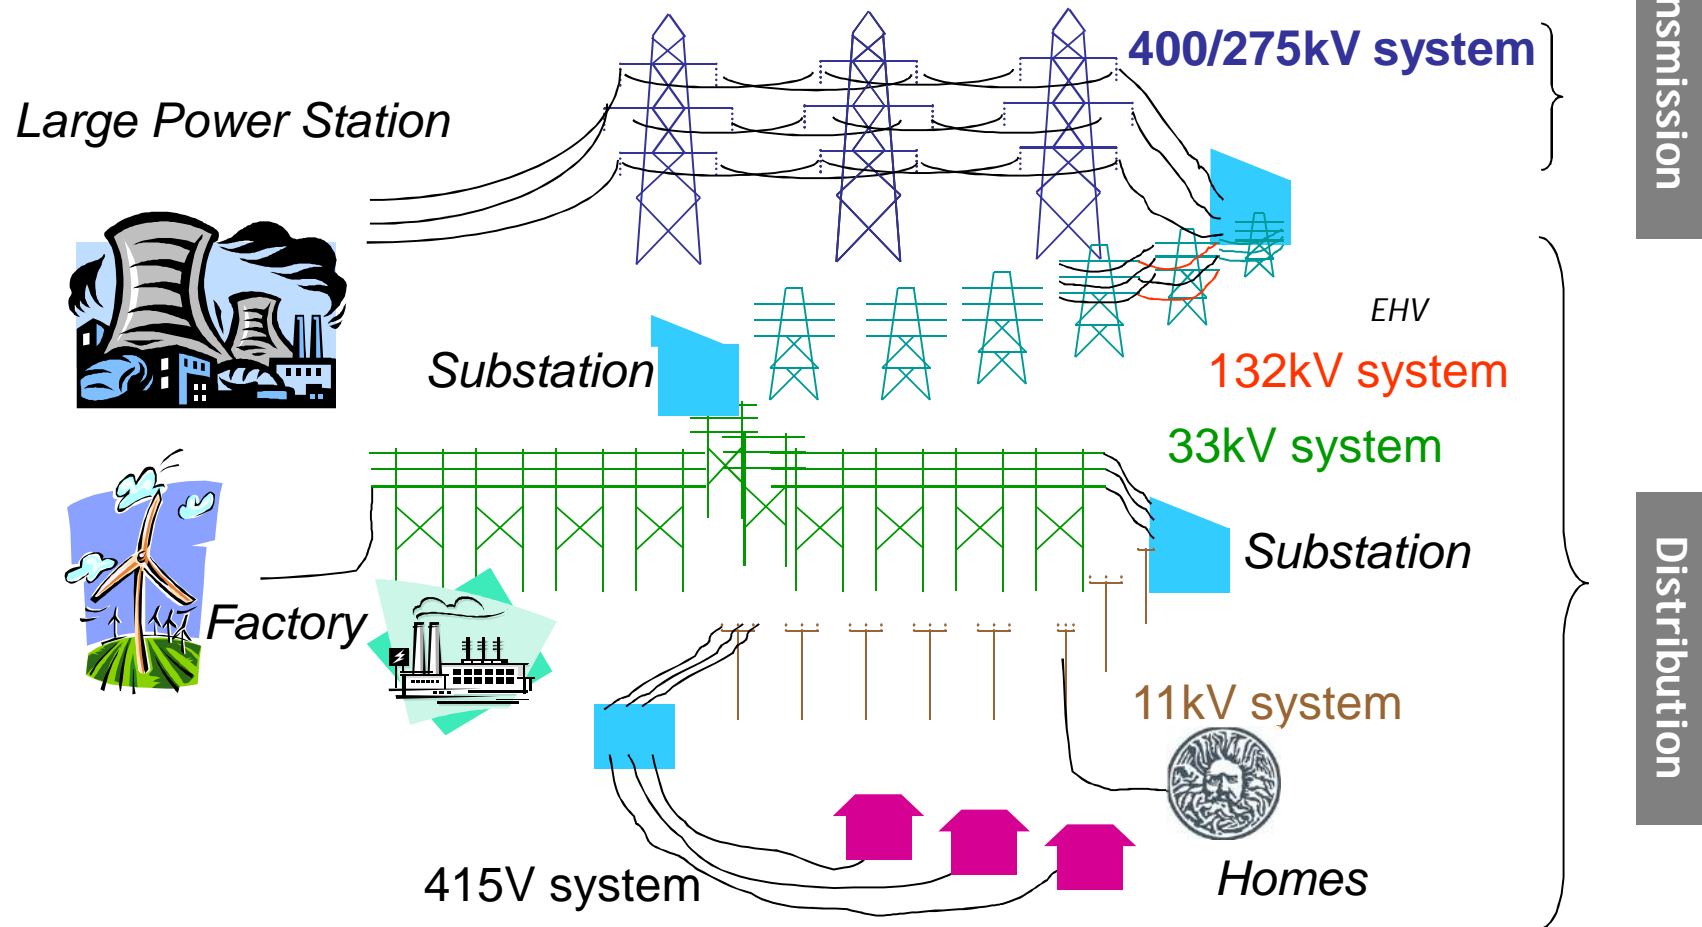 400/275kV system
Large Power Station
nsmission
EHV
Substation
132kV system
33kV system
Substation
Factory
Distribution
11kV system
415V system
Homes